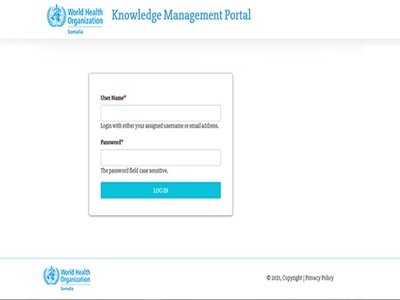 World Health
Organization
Somalia
Knowledge Management Portal
User Name*
Login with either your assigned username or email address.
Password*
The password field case sensitive.
LOG IN
World Health
Organization
Somalia
© 2021, Copyright | Privacy Policy